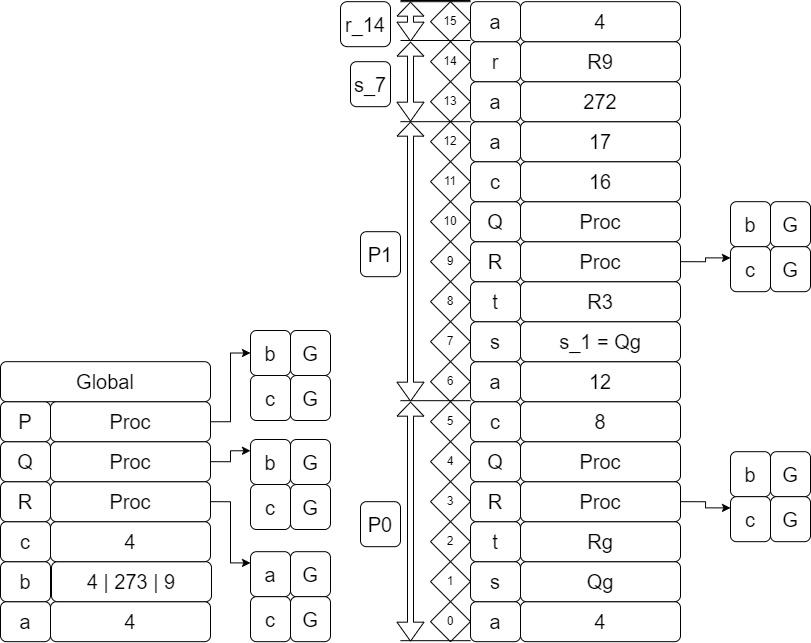 r_14
15 a 4
14 r R9
s_7
13 a 272
12 a 17
11 c 16
10 Q Proc
b G
P1
9 R Proc
c G
8 t R3
7 s s_1 = Qg
6 a 12
5 c 8
4 Q Proc
b G
3 R Proc
c G
P0
2 t Rg
1 s Qg
0 a 4
Global
b G
P Proc
c G
Q Proc
b G
R Proc
c G
c 4
b 4 | 273 | 9
a G
a 4
c G